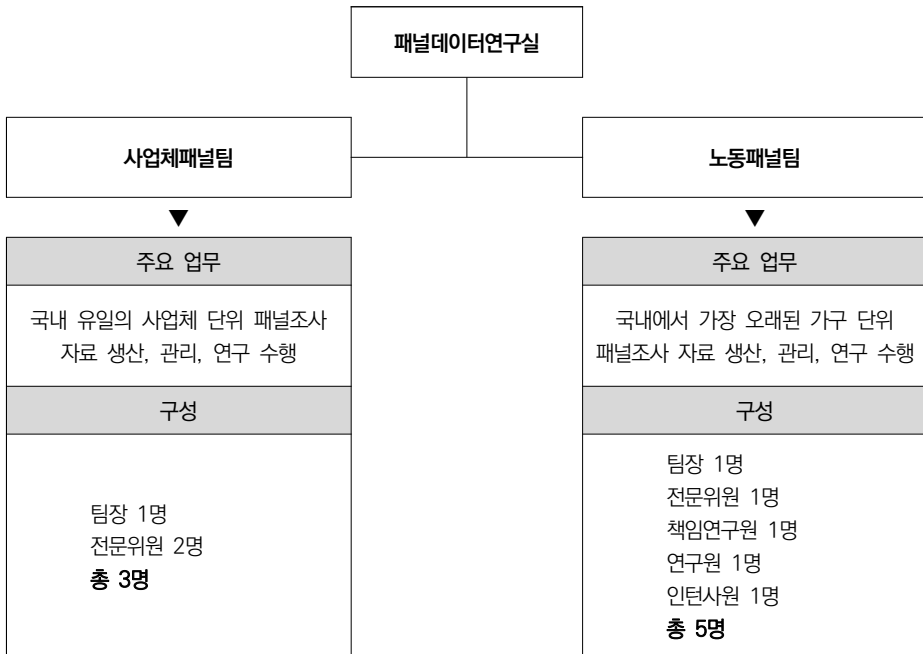 패널데이터연구실
사업체패널팀
▼
주요 업무
국내 유일의 사업체 단위 패널조사
자료 생산, 관리, 연구 수행
구성
팀장 1명
전문위원 2명
총 3명
노동패널팀
▼
주요 업무
국내에서 가장 오래된 가구 단위
패널조사 자료 생산, 관리, 연구 수행
구성
팀장 1명
전문위원 1명
책임연구원 1명
연구원 1명
인턴사원 1명
총 5명